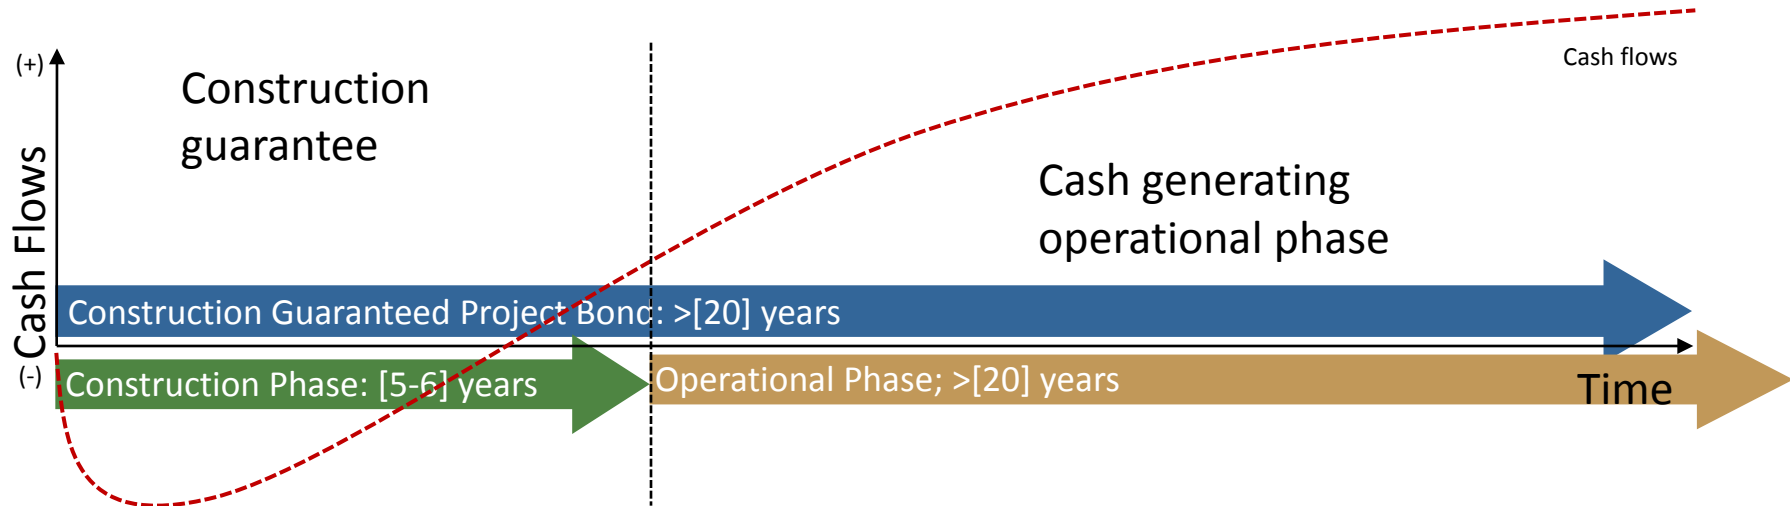 (+)
Construction
guarantee
Cash flows
Cash generating
operational phase
Cash Flows
Construction Guaranteed Project Bond: >[20] years
(-)
Construction Phase: [5-6] years
Operational Phase; >[20] years
Time